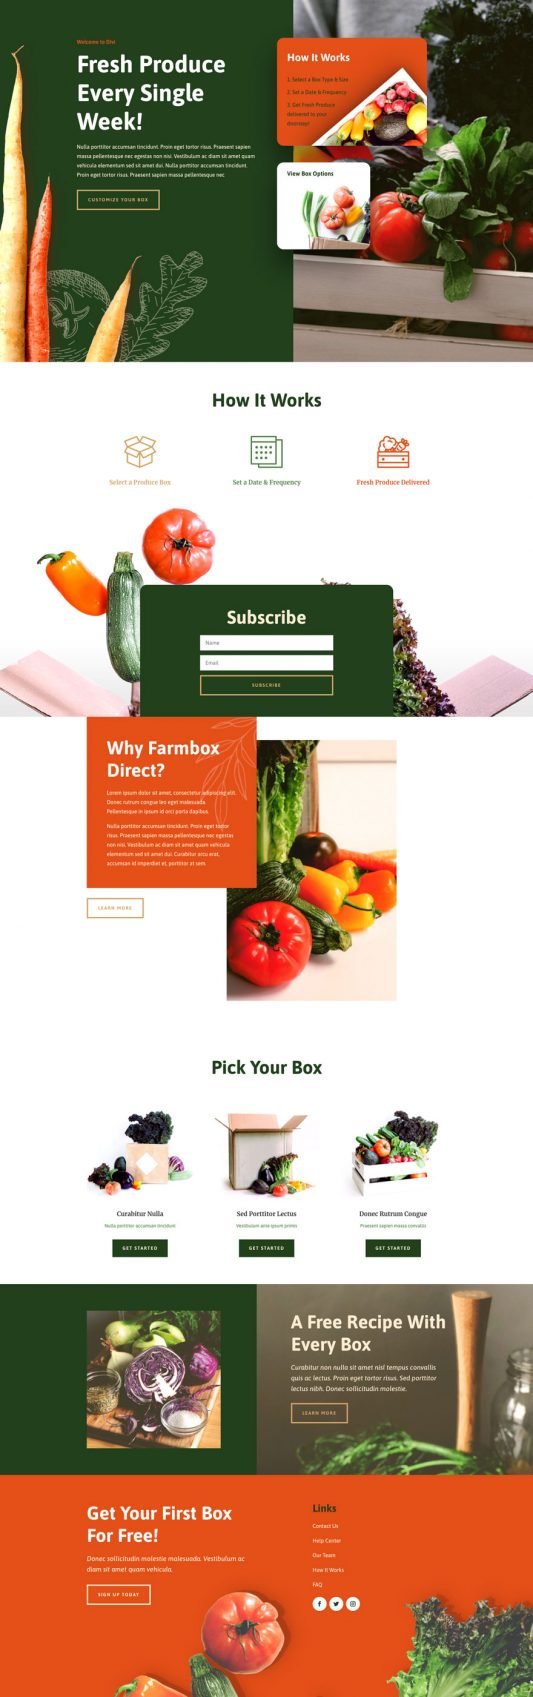 Welcome to Divi
Fresh Produce
Every Single
Week!
Nulla porttitor accumsan tincidunt. Proin eget tortor risus. Praesent sapien
massa pellentesque nec egestas non nisi. Vestibulum ac diam sit amet quam
vehicula elementum sed sit amet dui. Nulla porttitor accumsan tincidunt.
Proin eget tortor risus. Praesent sapien massa pellentesque nec
CUSTOMIZE YOUR BOX
How It Works
1. Select a Box Type & Size
2. Set a Date & Frequency
3. Get Fresh Produce
delivered to your
doorstep!
View Box Options
How It Works
Select a Produce Box
Set a Date & Frequency
Fresh Produce Delivered
Subscribe
Name
Email
SUBSCRIBE
Why Farmbox
Direct?
Lorem ipsum dolor sit amet, consectetur adipiscing elit.
Donec rutrum congue leo eget malesuada.
Pellentesque in ipsum id orci porta dapibus.
Nulla porttitor accumsan tincidunt. Proin eget tortor
risus. Praesent sapien massa pellentesque nec egestas
non nisi. Vestibulum ac diam sit amet quam vehicula
elementum sed sit amet dui. Curabitur arcu erat,
accumsan id imperdiet et, porttitor at sem.
LEARN MORE
Pick Your Box
Curabitur Nulla
Nulla porttitor accumsan tincidunt
GET STARTED
Sed Porttitor Lectus
Vestibulum ante ipsum primis
GET STARTED
Donec Rutrum Congue
Praesent sapien massa convallis
GET STARTED
A Free Recipe With
Every Box
Curabitur non nulla sit amet nisl tempus convallis
quis ac lectus. Proin eget tortor risus. Sed porttitor
lectus nibh. Donec sollicitudin molestie.
LEARN MORE
Get Your First Box
For Free!
Donec sollicitudin molestie malesuada. Vestibulum ac
diam sit amet quam vehicula.
SIGN UP TODAY
Links
Contact Us
Help Center
Our Team
How It Works
FAQ